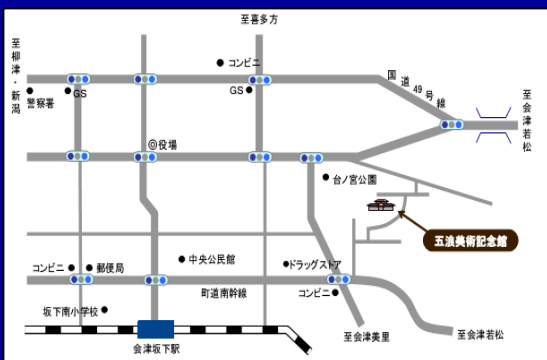 至喜多方
至柳津・新潟
コンビニ
国道49号線
警察署
GS
GS
至会津若松
◎役場
台ノ宮公園
五浪美術記念館
中央公民館
ドラッグストア
コンビニ
郵便局
町道南幹線
コンビニ
坂下南小学校
会津坂下駅
至会津美里
至会津若松